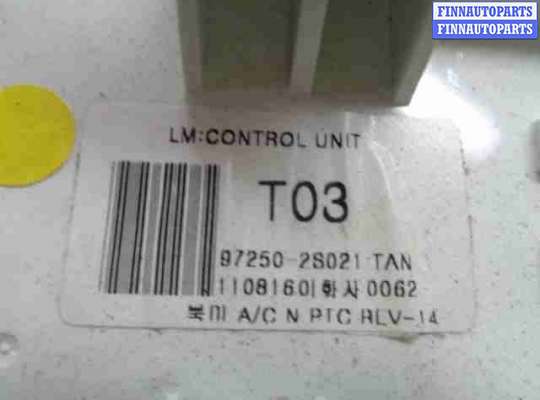 FINNAUTOPARTS
FINNAUTOPARTS
LM:CONTROL UNIT
T03
97250-2S021 TAN
1108160이화사0062
북미 A/C N PTC RLV-14